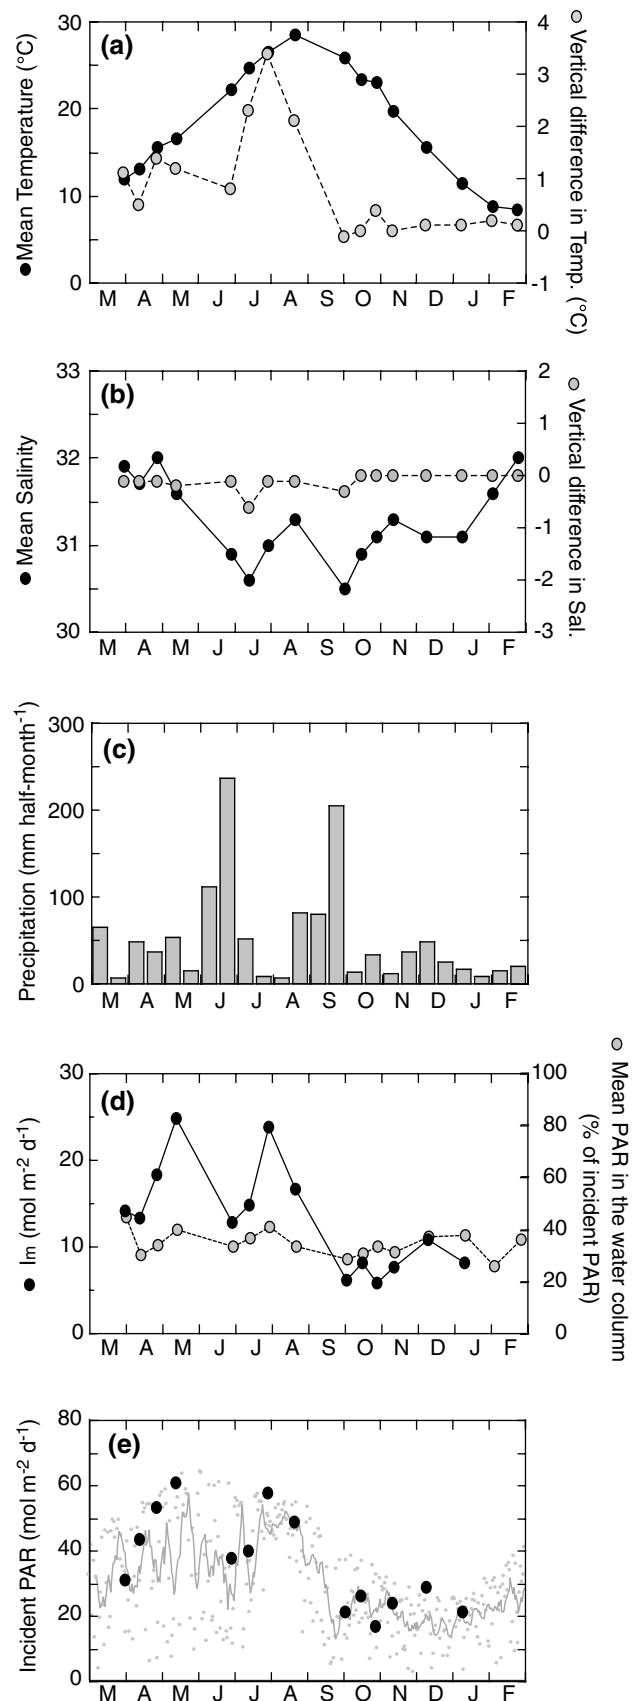 (a)
Mean Temperature (°C)
30
20
10
0
4
3
2
1
0
-1
Vertical difference in Temp. (°C)
M A M J J A S O N D J F
(b)
Mean Salinity
33
32
31
30
2
1
0
-1
-2
-3
Vertical difference in Sal.
M A M J J A S O N D J F
(c)
Precipitation (mm half-month-1)
300
200
100
0
M A M J J A S O N D J F
(d)
Im (mol m-2 d-1)
30
20
10
0
100
80
60
40
20
0
Mean PAR in the water column
(% of incident PAR)
M A M J J A S O N D J F
(e)
Incident PAR (mol m-2 d-1)
80
60
40
20
0
M A M J J A S O N D J F